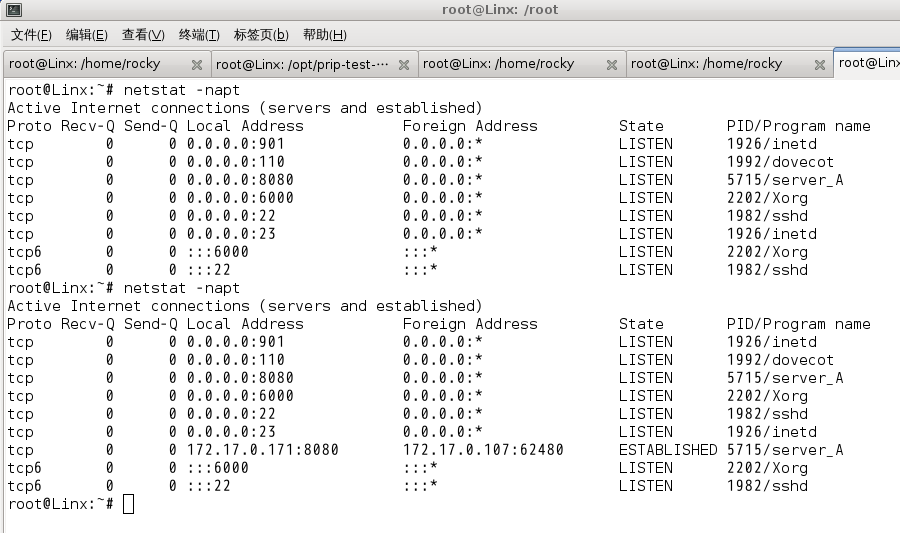 root@Linx: /root
文件(F) 编辑(E) 查看(V) 终端(T) 标签页(b) 帮助(H)
root@Linx: /home/rocky root@Linx: /opt/prip-test-··· root@Linx: /home/rocky root@Linx: /home/rocky root@Linx
root@Linx:~# netstat -napt
Active Internet connections (servers and established)
Proto Recv-Q Send-Q Local Address Foreign Address State PID/Program name
tcp 0 0 0.0.0.0:901 0.0.0.0:* LISTEN 1926/inetd
tcp 0 0 0.0.0.0:110 0.0.0.0:* LISTEN 1992/dovecot
tcp 0 0 0.0.0.0:8080 0.0.0.0:* LISTEN 5715/server_A
tcp 0 0 0.0.0.0:6000 0.0.0.0:* LISTEN 2202/Xorg
tcp 0 0 0.0.0.0:22 0.0.0.0:* LISTEN 1982/sshd
tcp 0 0 0.0.0.0:23 0.0.0.0:* LISTEN 1926/inetd
tcp6 0 0 :::6000 :::* LISTEN 2202/Xorg
tcp6 0 0 :::22 :::* LISTEN 1982/sshd
root@Linx:~# netstat -napt
Active Internet connections (servers and established)
Proto Recv-Q Send-Q Local Address Foreign Address State PID/Program name
tcp 0 0 0.0.0.0:901 0.0.0.0:* LISTEN 1926/inetd
tcp 0 0 0.0.0.0:110 0.0.0.0:* LISTEN 1992/dovecot
tcp 0 0 0.0.0.0:8080 0.0.0.0:* LISTEN 5715/server_A
tcp 0 0 0.0.0.0:6000 0.0.0.0:* LISTEN 2202/Xorg
tcp 0 0 0.0.0.0:22 0.0.0.0:* LISTEN 1982/sshd
tcp 0 0 0.0.0.0:23 0.0.0.0:* LISTEN 1926/inetd
tcp 0 0 172.17.0.171:8080 172.17.0.107:62480 ESTABLISHED 5715/server_A
tcp6 0 0 :::6000 :::* LISTEN 2202/Xorg
tcp6 0 0 :::22 :::* LISTEN 1982/sshd
root@Linx:~#